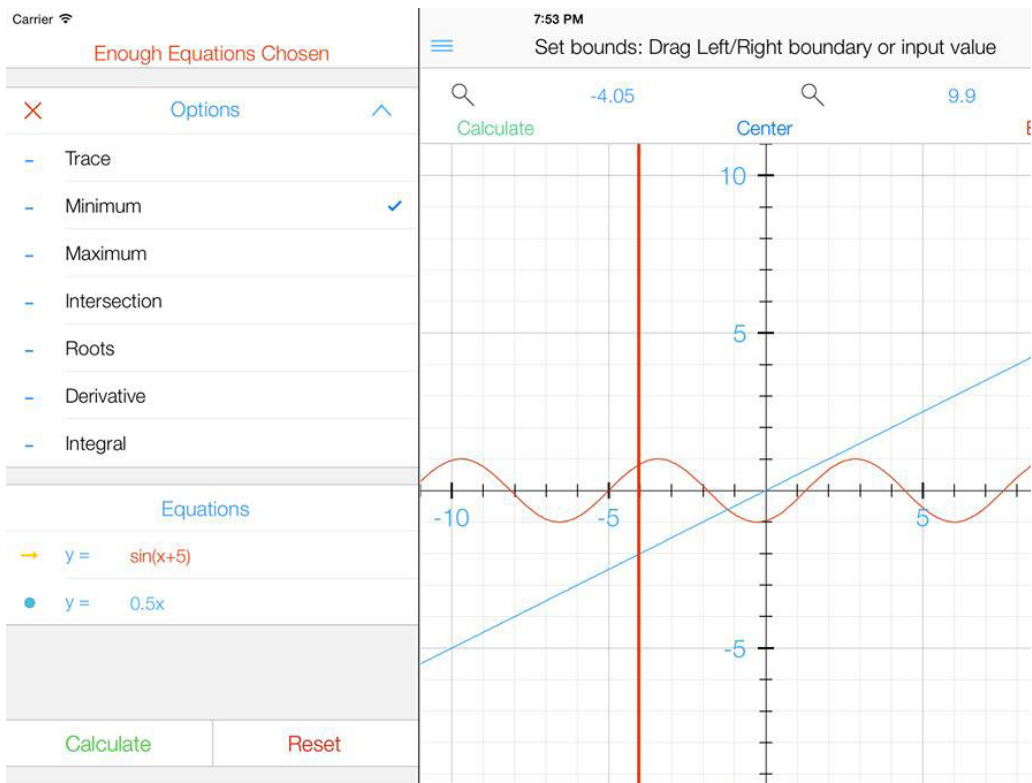 Carrier
7:53 PM
Enough Equations Chosen
Set bounds: Drag Left/Right boundary or input value
Options
-4.05
9.9
Calculate
Center
- Trace
- Minimum
- Maximum
- Intersection
- Roots
- Derivative
- Integral
Equations
y = sin(x+5)
y = 0.5x
Calculate
Reset
10
5
-10
-5
5
-5